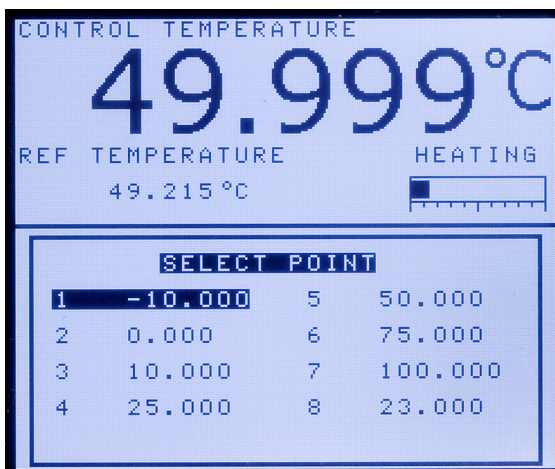 CONTROL TEMPERATURE
49.999°C
REF TEMPERATURE HEATING
49.215°C
SELECT POINT
1 -10.000 5 50.000
2 0.000 6 75.000
3 10.000 7 100.000
4 25.000 8 23.000